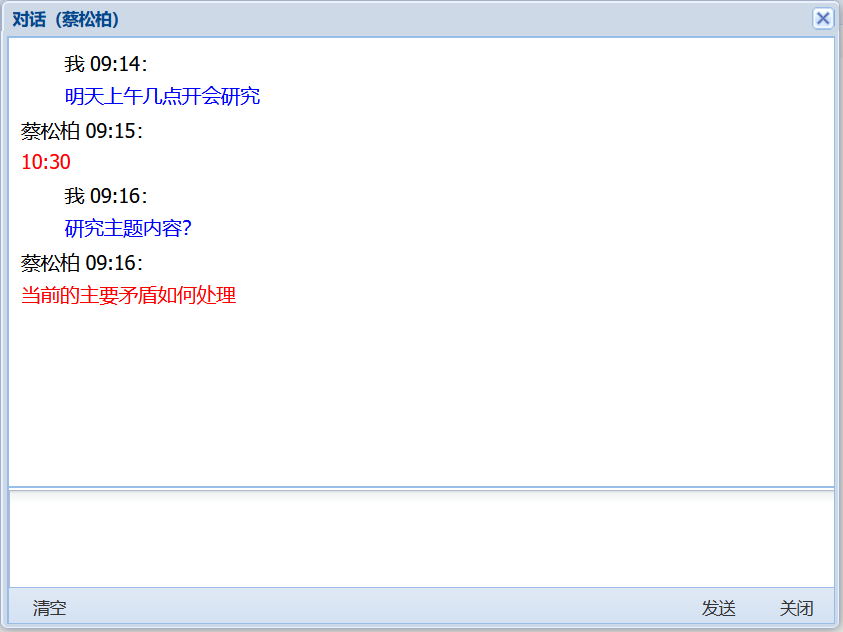 对话（蔡松柏）
我 09:14:
明天上午几点开会研究
蔡松柏 09:15:
10:30
我 09:16:
研究主题内容?
蔡松柏 09:16:
当前的主要矛盾如何处理
清空 发送 关闭